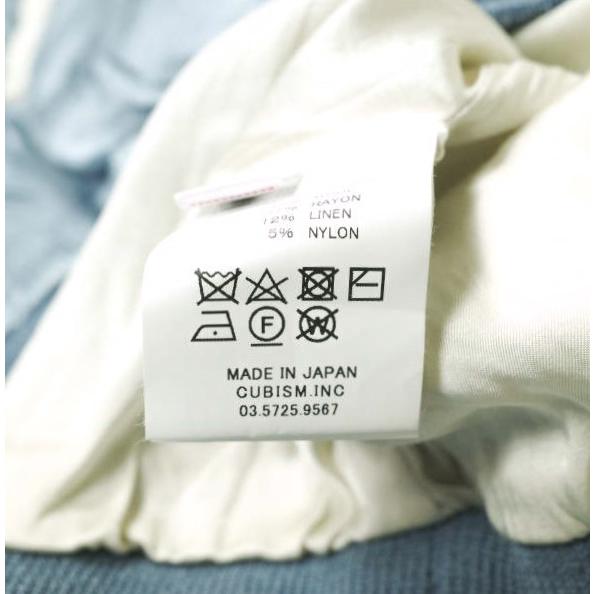 RAYON
12% LINEN
5% NYLON
F W
MADE IN JAPAN
CUBISM.INC
03.5725.9567